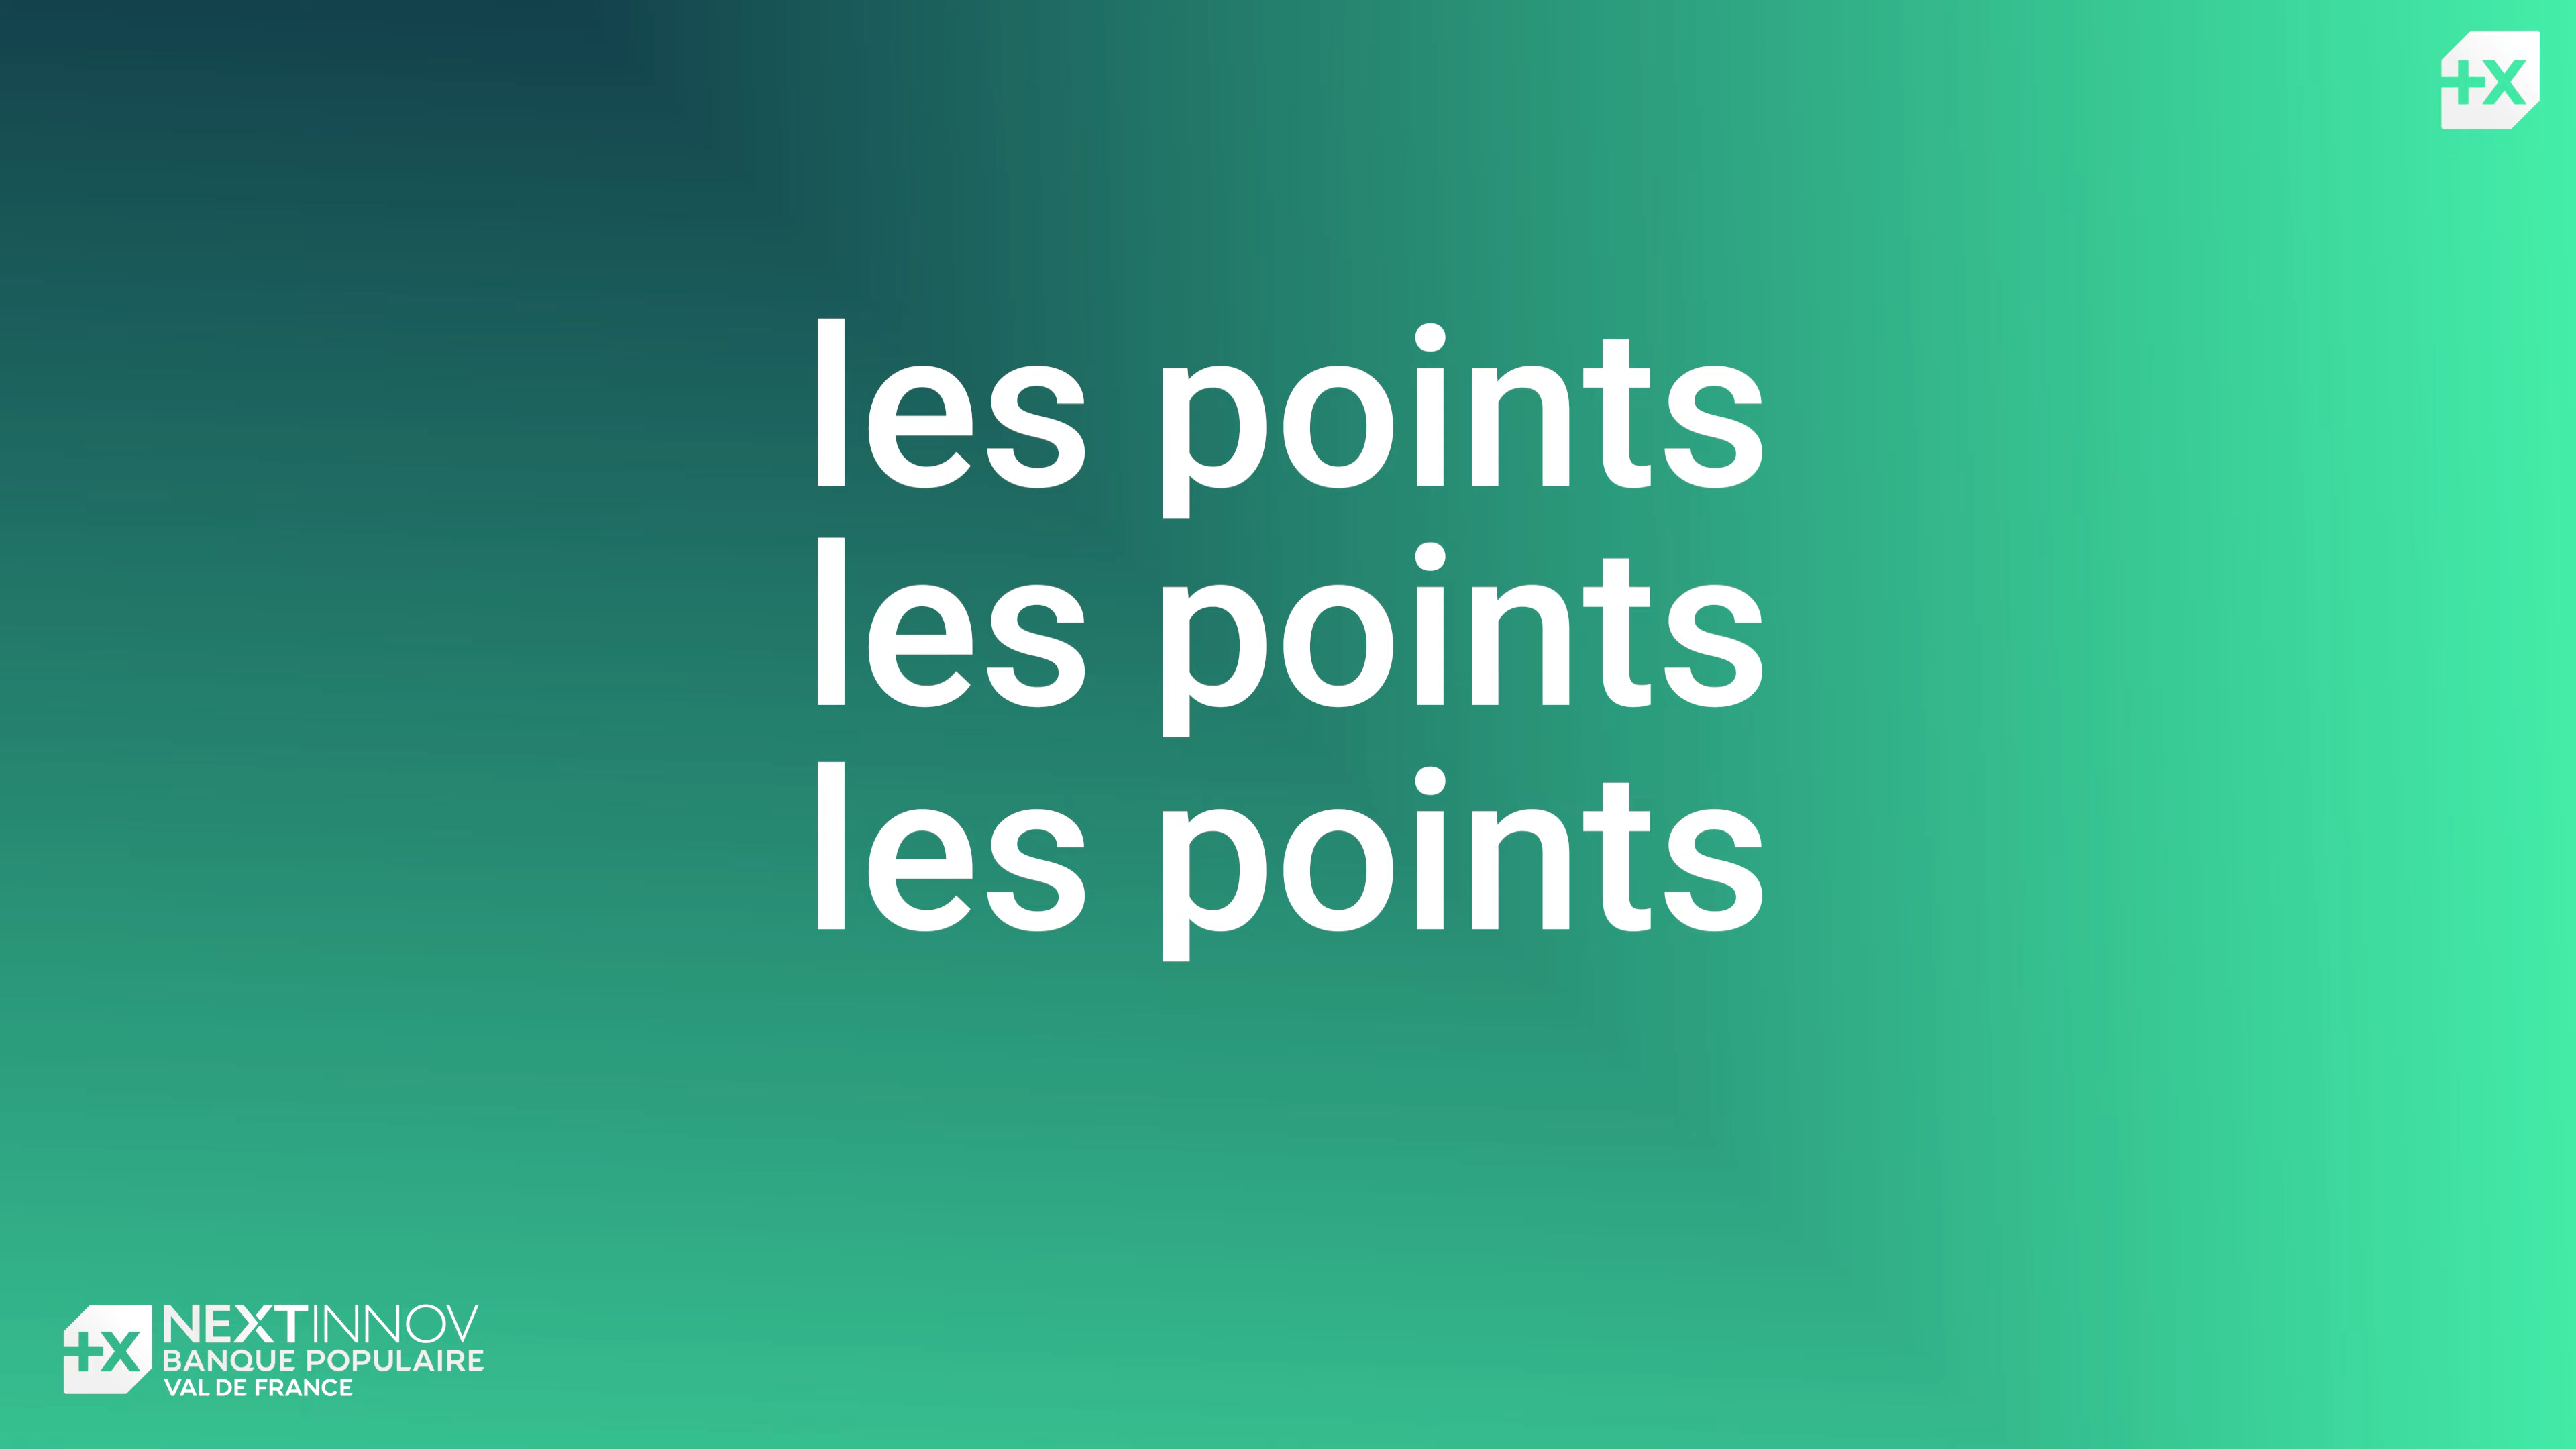 +X
les points
les points
les points
+X
NEXTINNOV
BANQUE POPULAIRE
VAL DE FRANCE